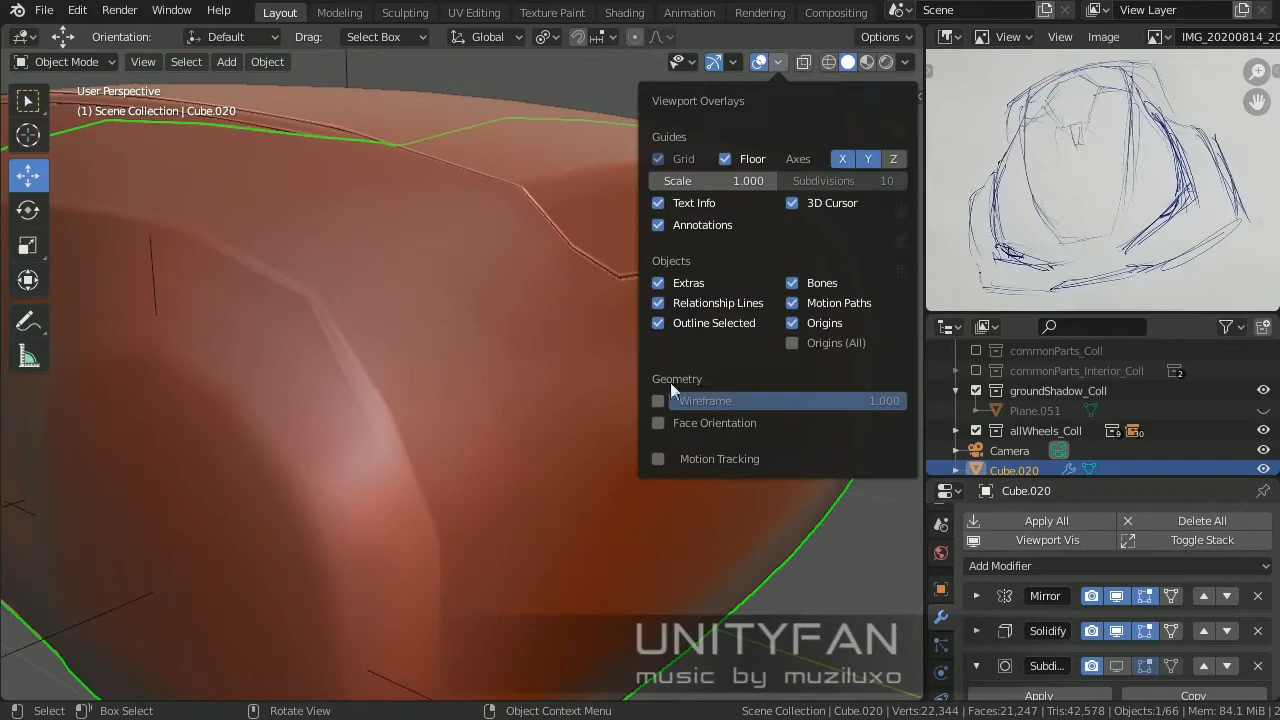 File Edit Render Window Help Layout Modeling Sculpting UV Editing Texture Paint Shading Animation Rendering Compositing Scene View Layer
Orientation: Default Drag: Select Box Global Options View View Image IMG_20200814_20
Object Mode View Select Add Object
User Perspective
(1) Scene Collection | Cube.020
Viewport Overlays
Guides
Grid Floor Axes X Y Z
Scale 1.000 Subdivisions 10
Text Info 3D Cursor
Annotations
Objects
Extras Bones
Relationship Lines Motion Paths
Outline Selected Origins
Origins (All)
Geometry
Wireframe 1.000
Face Orientation
Motion Tracking
commonParts_Coll
commonParts_Interior_Coll 2
groundShadow_Coll
Plane.051
allWheels_Coll 9 30
Camera
Cube.020
Cube.020
Apply All Delete All
Viewport Vis Toggle Stack
Add Modifier
Mirror
Solidify
Subdi...
Apply Copy
UNITYFAN
music by muziluxo
Select Box Select Rotate View Object Context Menu Scene Collection | Cube.020 | Verts:22,344 | Faces:21,247 | Tris:42,578 | Objects:1/66 | Mem: 84.1 MiB | 2